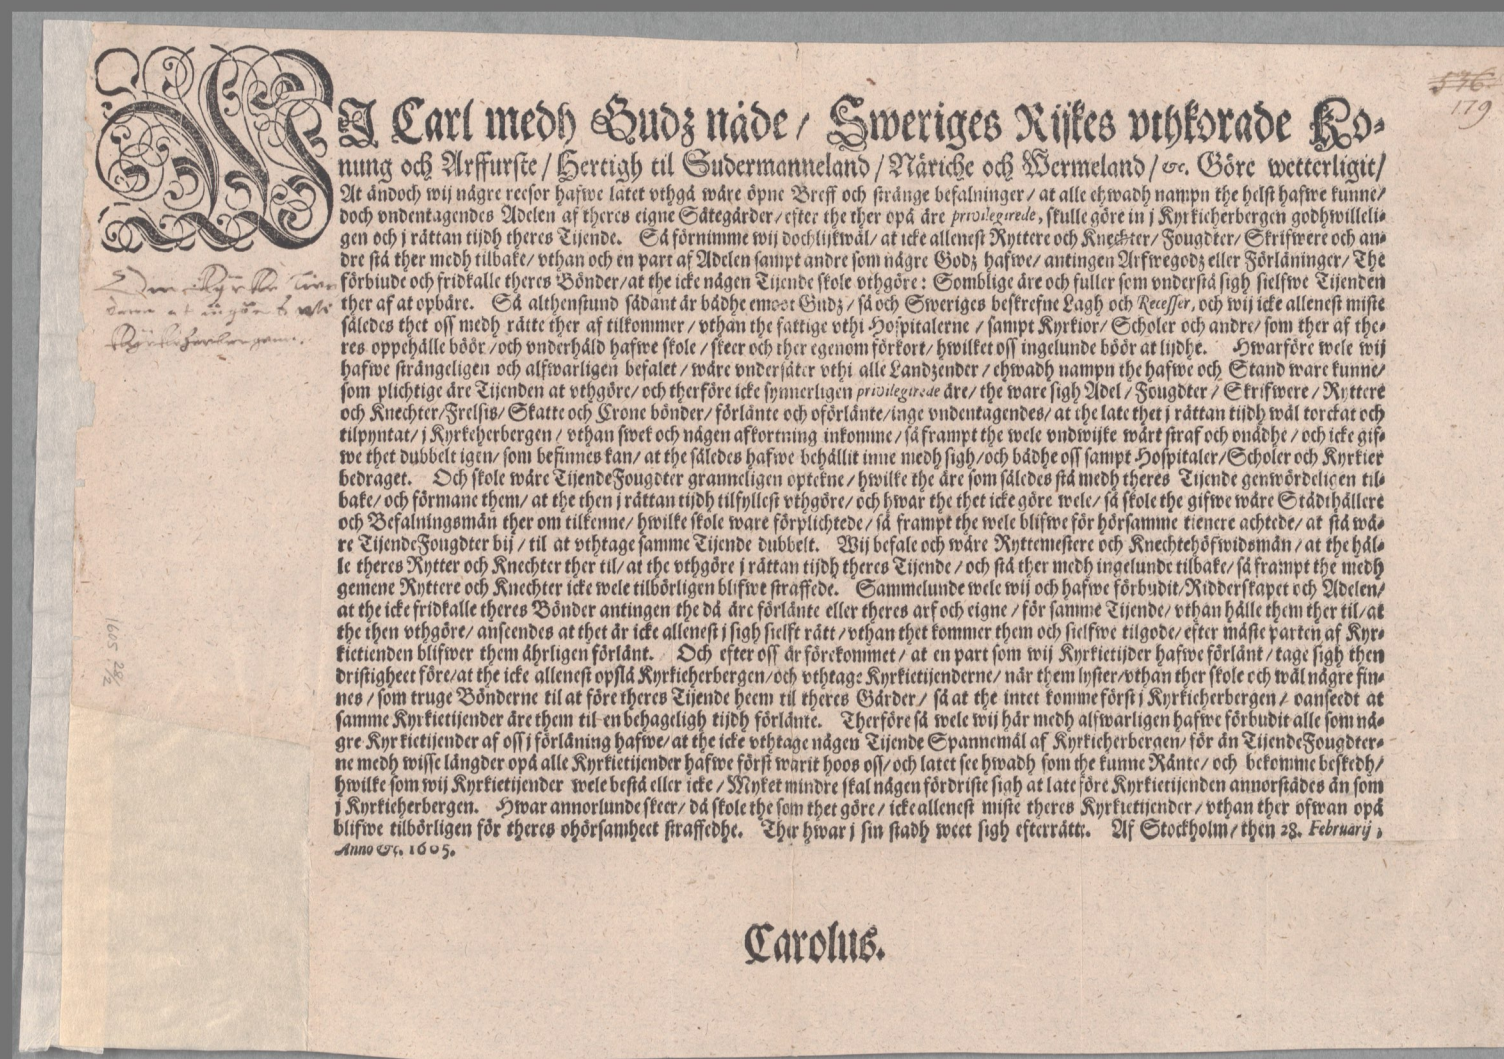 WJ Carl medh Gudz nåde / Sweriges Rijkes vthkorade Ko-
nung och Arffurste / Hertigh til Sudermanneland / Näriche och Wermeland / &c. Göre wetterligit /
At ändoch wij någre reesor hafwe latet vthgå wåre öpne Breff och stränge befalninger / at alle ehwadh nampn the helst hafwe kunne /
doch vndentagendes Adelen af theres eigne Sätegårder / efter the ther opå äre privilegierede, skulle göre in j Kyrkieherbergen godhwilleli-
gen och j rättan tijdh theres Tijende. Så förnimme wij doch lijkwäl / at icke allenest Ryttere och Knechter / Fougdter / Skrifwere och an-
dre stå ther medh tilbake / vthan och en part af Adelen sampt andre som någre Godz hafwe / antingen Arfwegodz eller Förläninger / The
förbiude och fridkalle theres Bönder / at the icke någen Tijende skole vthgöre : Somblige äre och fuller som vnderstå sigh sielfwe Tijenden
ther af at opbäre. Så althenstund sådant är bådhe emoot Gudz / så och Sweriges beskrefne Lagh och Recesser, och wij icke allenest miste
således thet oss medh rätte ther af tilkommer / vthan the fattige vthi Hospitalerne / sampt Kyrkior / Scholer och andre / som ther af the-
res oppehälle böör / och vnderhåld hafwe skole / skeer och ther egenom förkort / hwilket oss ingelunde böör at lijdhe. Hwarföre wele wij
hafwe strängeligen och alfwarligen befalet / wåre vndersåter vthi alle Landzender / ehwadh nampn the hafwe och Stånd ware kunne /
som plichtige äre Tijenden at vthgöre / och therföre icke synnerligen privilegierede äre / the ware sigh Adel / Fougdter / Skrifwere / Ryttere
och Knechter / Frelsis / Skatte och Crone bönder / förlänte och oförlänte / inge vndentagendes / at the late thet j rättan tijdh wäl torckat och
tilpyntat / j Kyrkeherbergen / vthan swek och någen afkortning inkomme / så frampt the wele vndwijke wårt straf och onådhe / och icke gif-
we thet dubbelt igen / som befinnes kan / at the således hafwe behållit inne medh sigh / och bådhe oss sampt Hospitaler / Scholer och Kyrkier
bedraget. Och skole wåre TijendeFougdter granneligen optekne / hwilke the äre som således stå medh theres Tijende genwördeligen til-
bake / och förmane them / at the then j rättan tijdh tilfyllest vthgöre / och hwar the thet icke göre wele / så skole the gifwe wåre Stådthållere
och Befalningsmän ther om tilkenne / hwilke skole ware förplichtede / så frampt the wele blifwe för hörsamme tienere achtede / at stå wå-
re TijendeFougdter bij / til at vthtage samme Tijende dubbelt. Wij befale och wåre Ryttemestere och Knechtehöfwidsmän / at the hål-
le theres Rytter och Knechter ther til / at the vthgöre j rättan tijdh theres Tijende / och stå ther medh ingelunde tilbake / så frampt the medh
gemene Ryttere och Knechter icke wele tilbörligen blifwe straffede. Sammelunde wele wij och hafwe förbudit / Ridderskapet och Adelen /
at the icke fridkalle theres Bönder antingen the då äre förlänte eller theres arf och eigne / för samme Tijende / vthan hålle them ther til / at
the then vthgöre / anseendes at thet är icke allenest j sigh sielft rätt / vthan thet kommer them och sielfwe tilgode / efter mäste parten af Kyr-
kietienden blifwer them åhrligen förlänt. Och efter oss är förekommet / at en part som wij Kyrkietijder hafwe förlänt / tage sigh then
dristigheet före / at the icke allenest opslå Kyrkieherbergen / och vthtage Kyrkietijenderne / när them lyster / vthan ther skole och wäl någre fin-
nes / som truge Bönderne til at före theres Tijende heem til theres Gårder / så at the intet komme först j Kyrkieherbergen / oanseedt at
samme Kyrkietijender äre them til en behageligh tijdh förlänte. Therföre så wele wij här medh alfwarligen hafwe förbudit alle som nå-
gre Kyrkietijender af oss j förläning hafwe / at the icke vthtage någen Tijende Spannemål af Kyrkieherbergen / för än TijendeFougdter-
ne medh wisse längder opå alle Kyrkietijender hafwe först warit hoos oss / och latet see hwadh som the kunne Ränte / och bekomme beskedh /
hwilke som wij Kyrkietijender wele bestå eller icke / Myket mindre skal någen fördriste sigh at late före Kyrkietijenden annorstådes än som
j Kyrkieherbergen. Hwar annorlunde skeer / då skole the som thet göre / icke allenest miste theres Kyrkietijender / vthan ther ofwan opå
blifwe tilbörligen för theres ohörsamheet straffedhe. Ther hwar j sin stadh weet sigh efterrätte. Af Stockholm / then 28. Februarij,
Anno &c. 1605.
Carolus.
179
1605 28/2